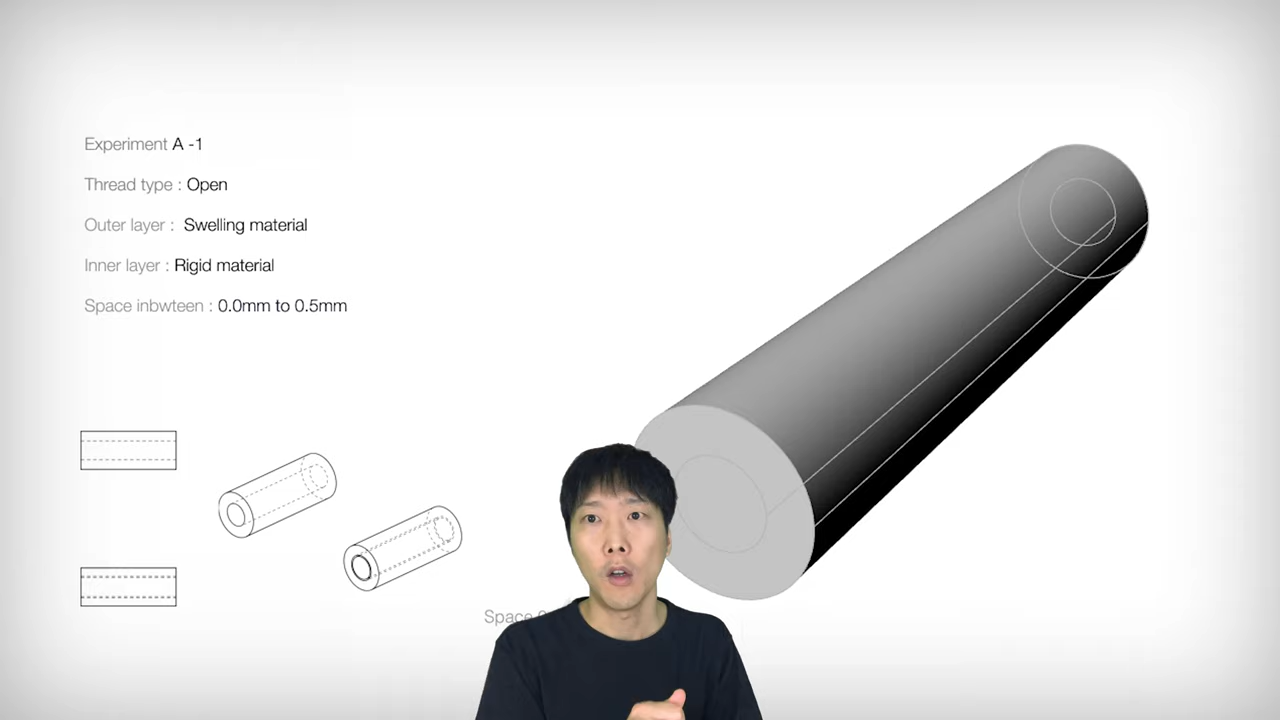 Experiment A -1
Thread type : Open
Outer layer : Swelling material
Inner layer : Rigid material
Space inbwteen : 0.0mm to 0.5mm
Space